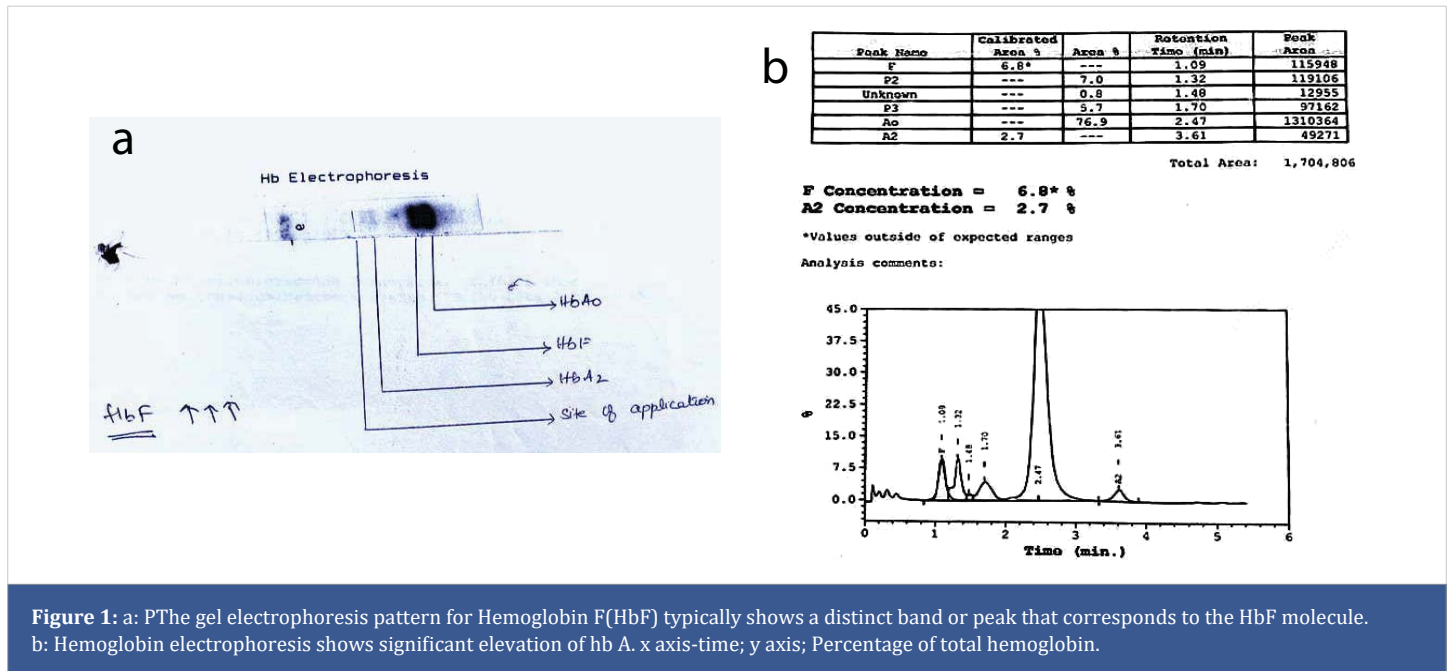 a
Hb Electrophoresis
HbA0
HbF
HbA2
Site of application
HbF ↑↑↑
b
Peak Name Calibrated Area % Area % Retention Time (min) Peak Area
F 6.8* --- 1.09 115948
P2 --- 7.0 1.32 119106
Unknown --- 0.8 1.48 12955
P3 --- 5.7 1.70 97162
Ao --- 76.9 2.47 1310364
A2 2.7 --- 3.61 49271
Total Area: 1,704,806
F Concentration = 6.8* %
A2 Concentration = 2.7 %
*Values outside of expected ranges
Analysis comments:
45.0
37.5
30.0
22.5
15.0
7.5
0.0
%
F - 1.09
1.32
1.48
1.70
2.47
A2 - 3.61
0 1 2 3 4 5 6
Time (min.)
Figure 1: a: PThe gel electrophoresis pattern for Hemoglobin F(HbF) typically shows a distinct band or peak that corresponds to the HbF molecule.
b: Hemoglobin electrophoresis shows significant elevation of hb A. x axis-time; y axis; Percentage of total hemoglobin.